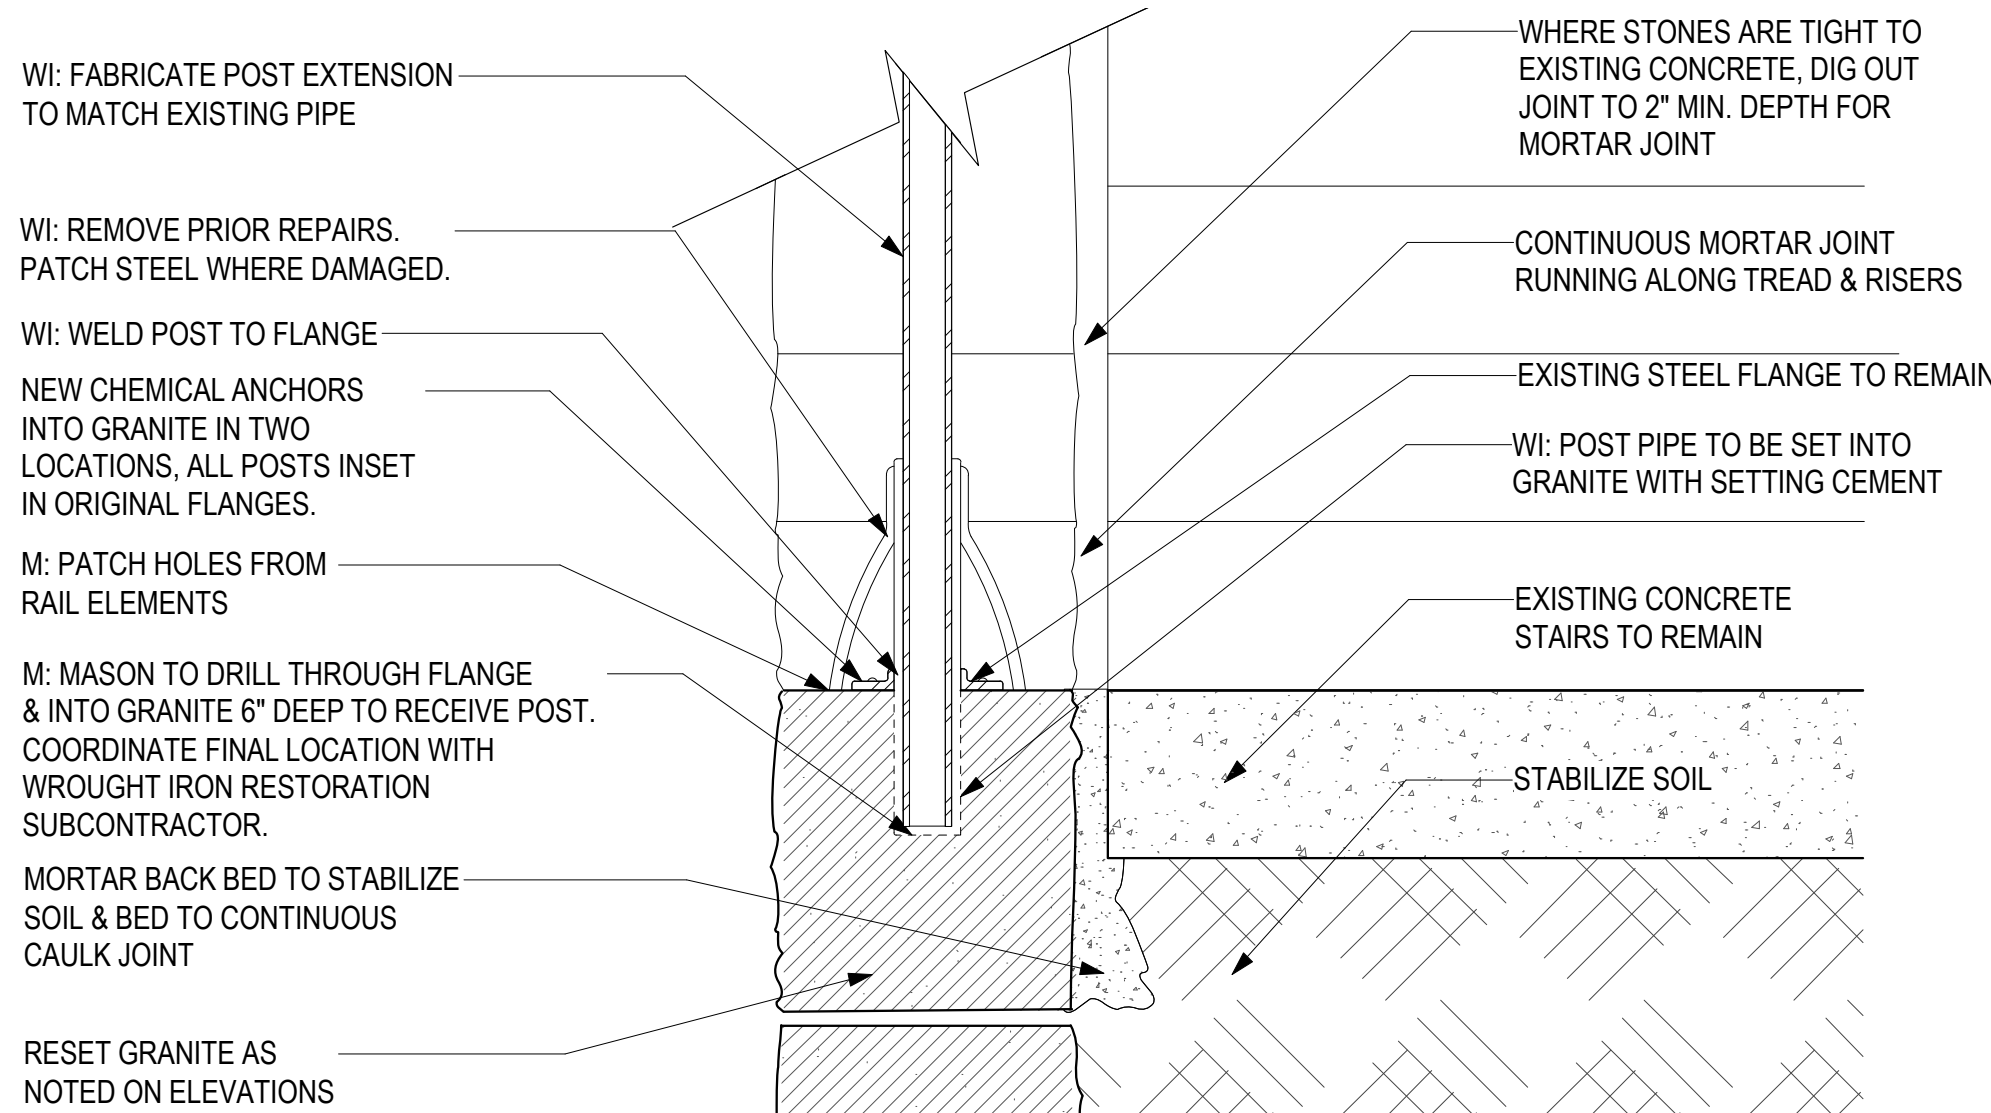 WI: FABRICATE POST EXTENSION
TO MATCH EXISTING PIPE
WI: REMOVE PRIOR REPAIRS.
PATCH STEEL WHERE DAMAGED.
WI: WELD POST TO FLANGE
NEW CHEMICAL ANCHORS
INTO GRANITE IN TWO
LOCATIONS, ALL POSTS INSET
IN ORIGINAL FLANGES.
M: PATCH HOLES FROM
RAIL ELEMENTS
M: MASON TO DRILL THROUGH FLANGE
& INTO GRANITE 6" DEEP TO RECEIVE POST.
COORDINATE FINAL LOCATION WITH
WROUGHT IRON RESTORATION
SUBCONTRACTOR.
MORTAR BACK BED TO STABILIZE
SOIL & BED TO CONTINUOUS
CAULK JOINT
RESET GRANITE AS
NOTED ON ELEVATIONS
WHERE STONES ARE TIGHT TO
EXISTING CONCRETE, DIG OUT
JOINT TO 2" MIN. DEPTH FOR
MORTAR JOINT
CONTINUOUS MORTAR JOINT
RUNNING ALONG TREAD & RISERS
EXISTING STEEL FLANGE TO REMAIN
WI: POST PIPE TO BE SET INTO
GRANITE WITH SETTING CEMENT
EXISTING CONCRETE
STAIRS TO REMAIN
STABILIZE SOIL